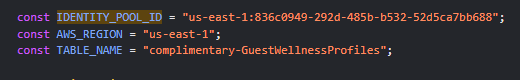 const IDENTITY_POOL_ID = "us-east-1:836c0949-292d-485b-b532-52d5ca7bb688";
const AWS_REGION = "us-east-1";
const TABLE_NAME = "complimentary-GuestWellnessProfiles";